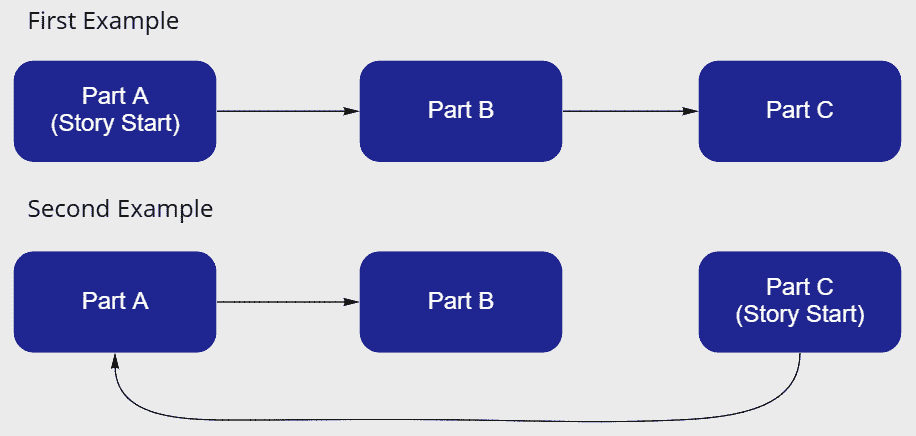 First Example
Part A
(Story Start)
Part B
Part C
Second Example
Part A
Part B
Part C
(Story Start)